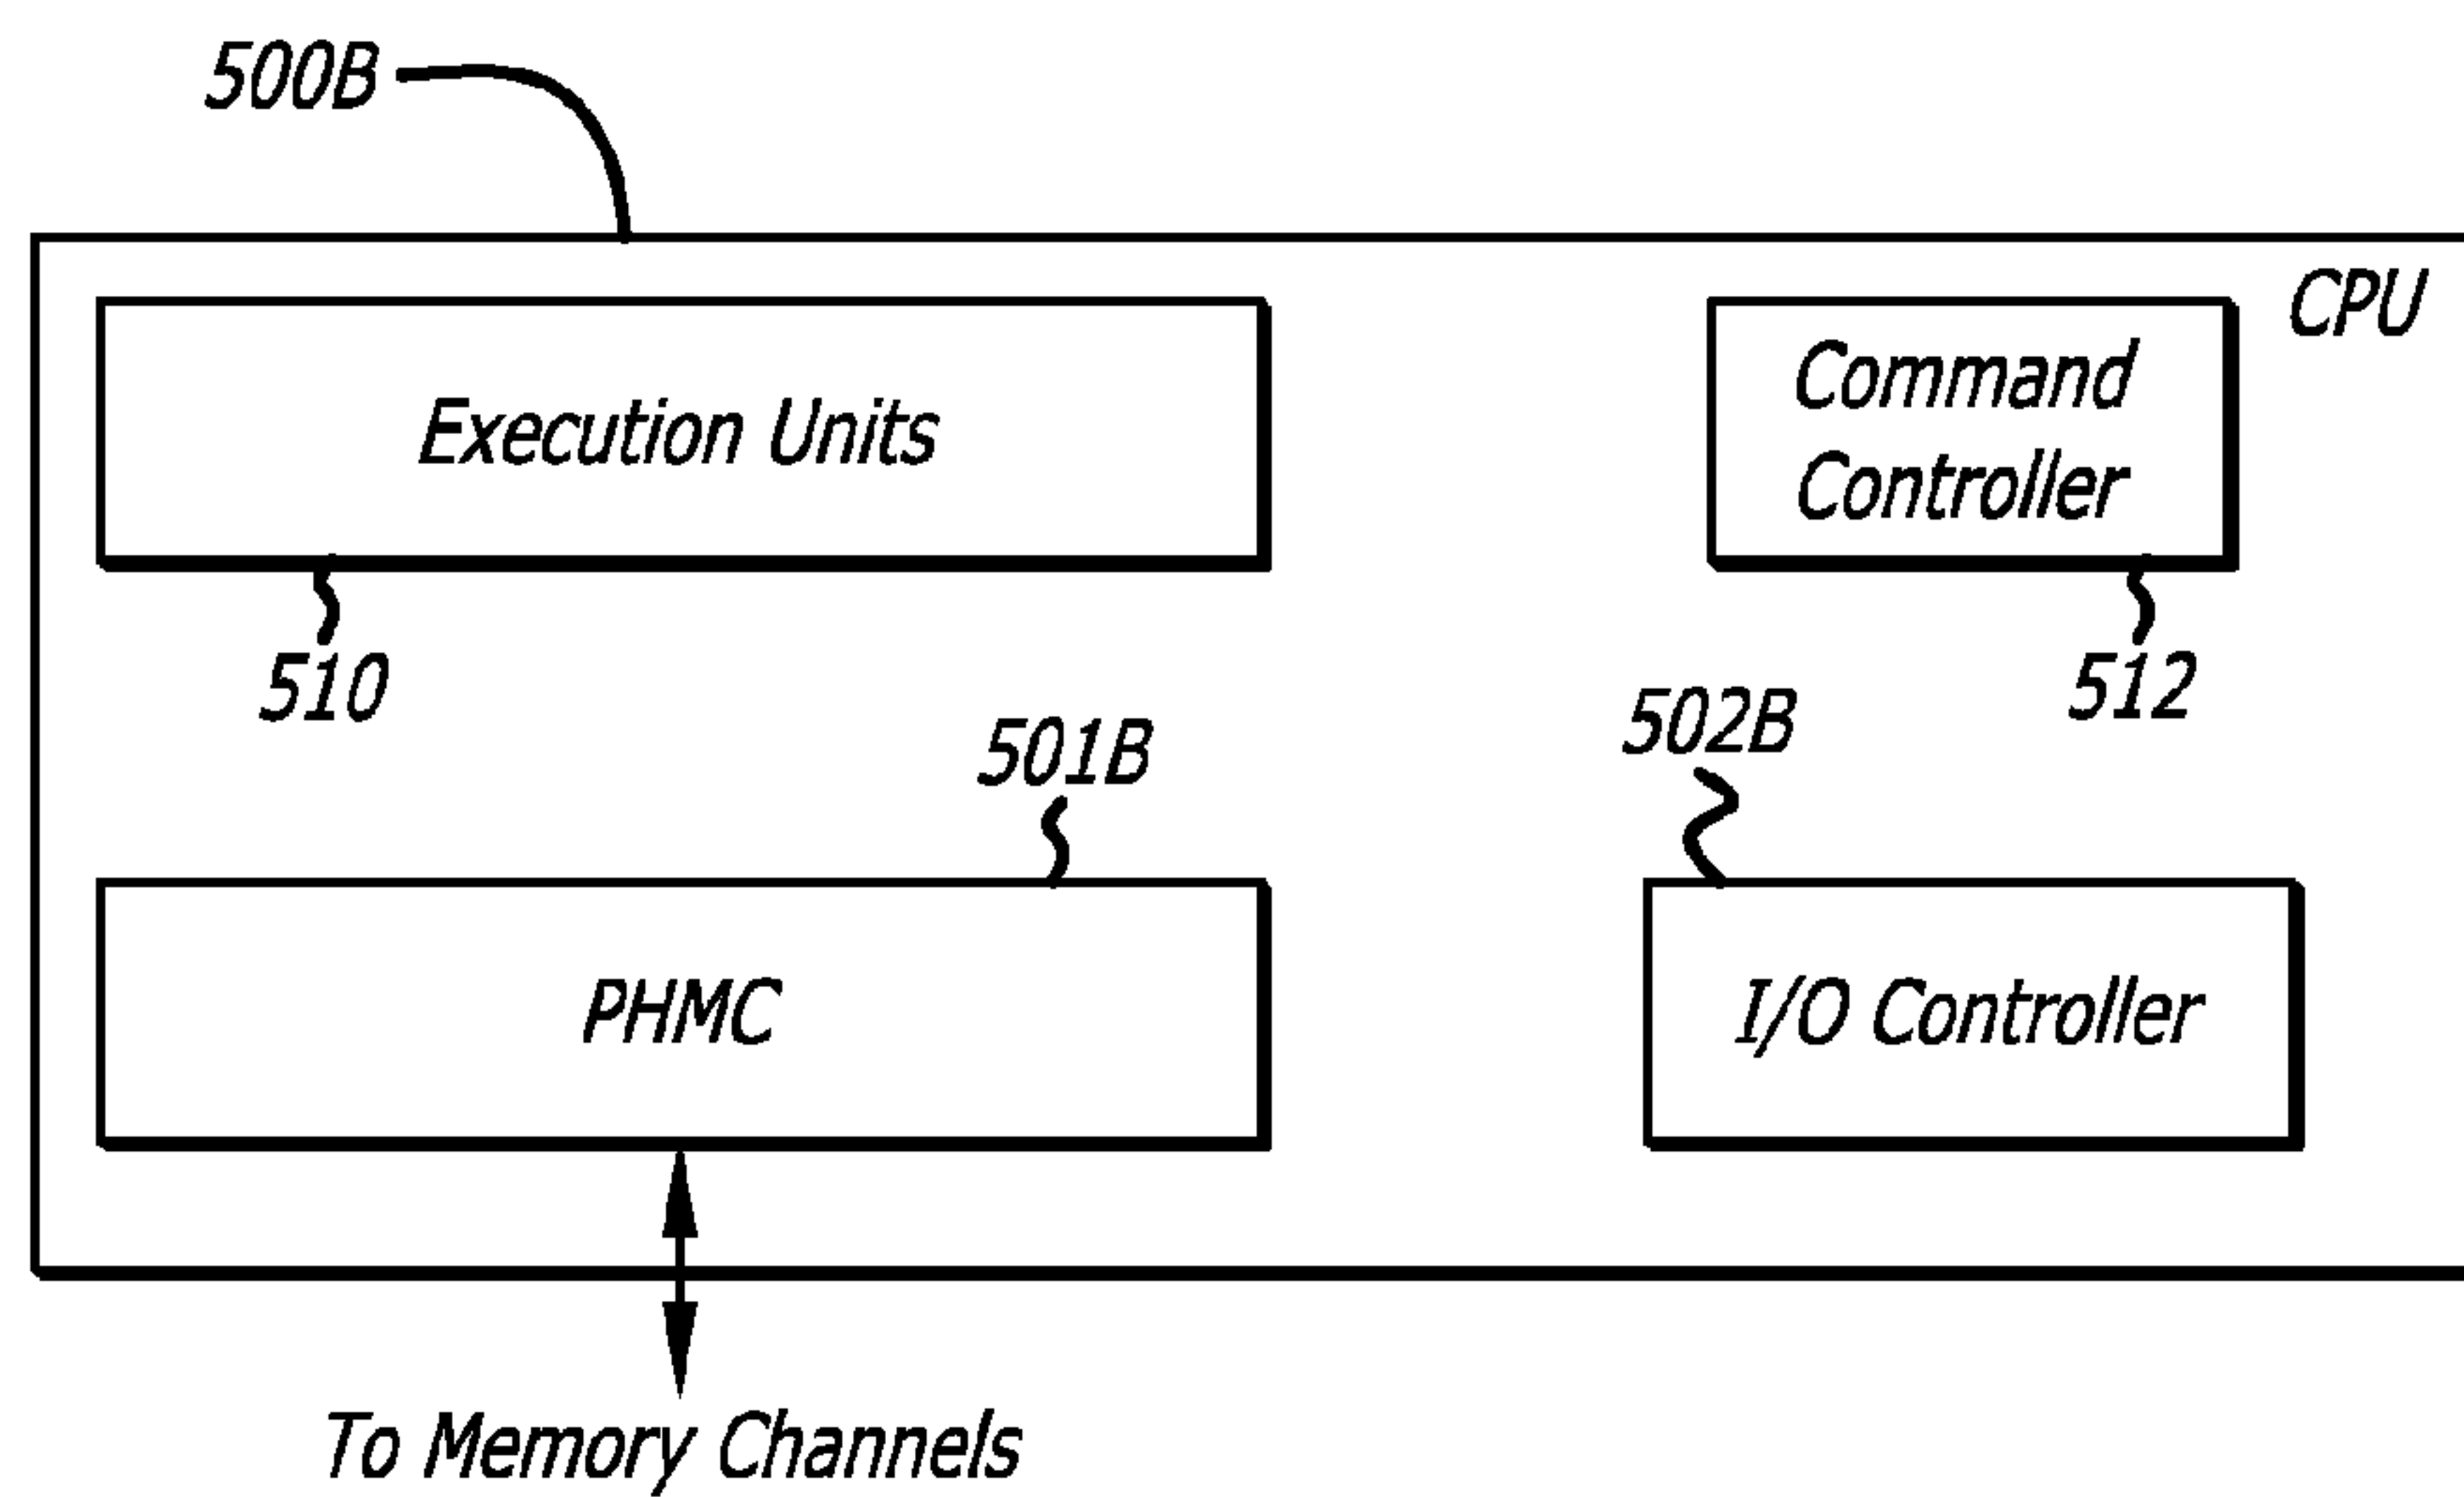 500B
CPU
Execution Units
Command
Controller
510
512
501B
502B
PHMC
I/O Controller
To Memory Channels